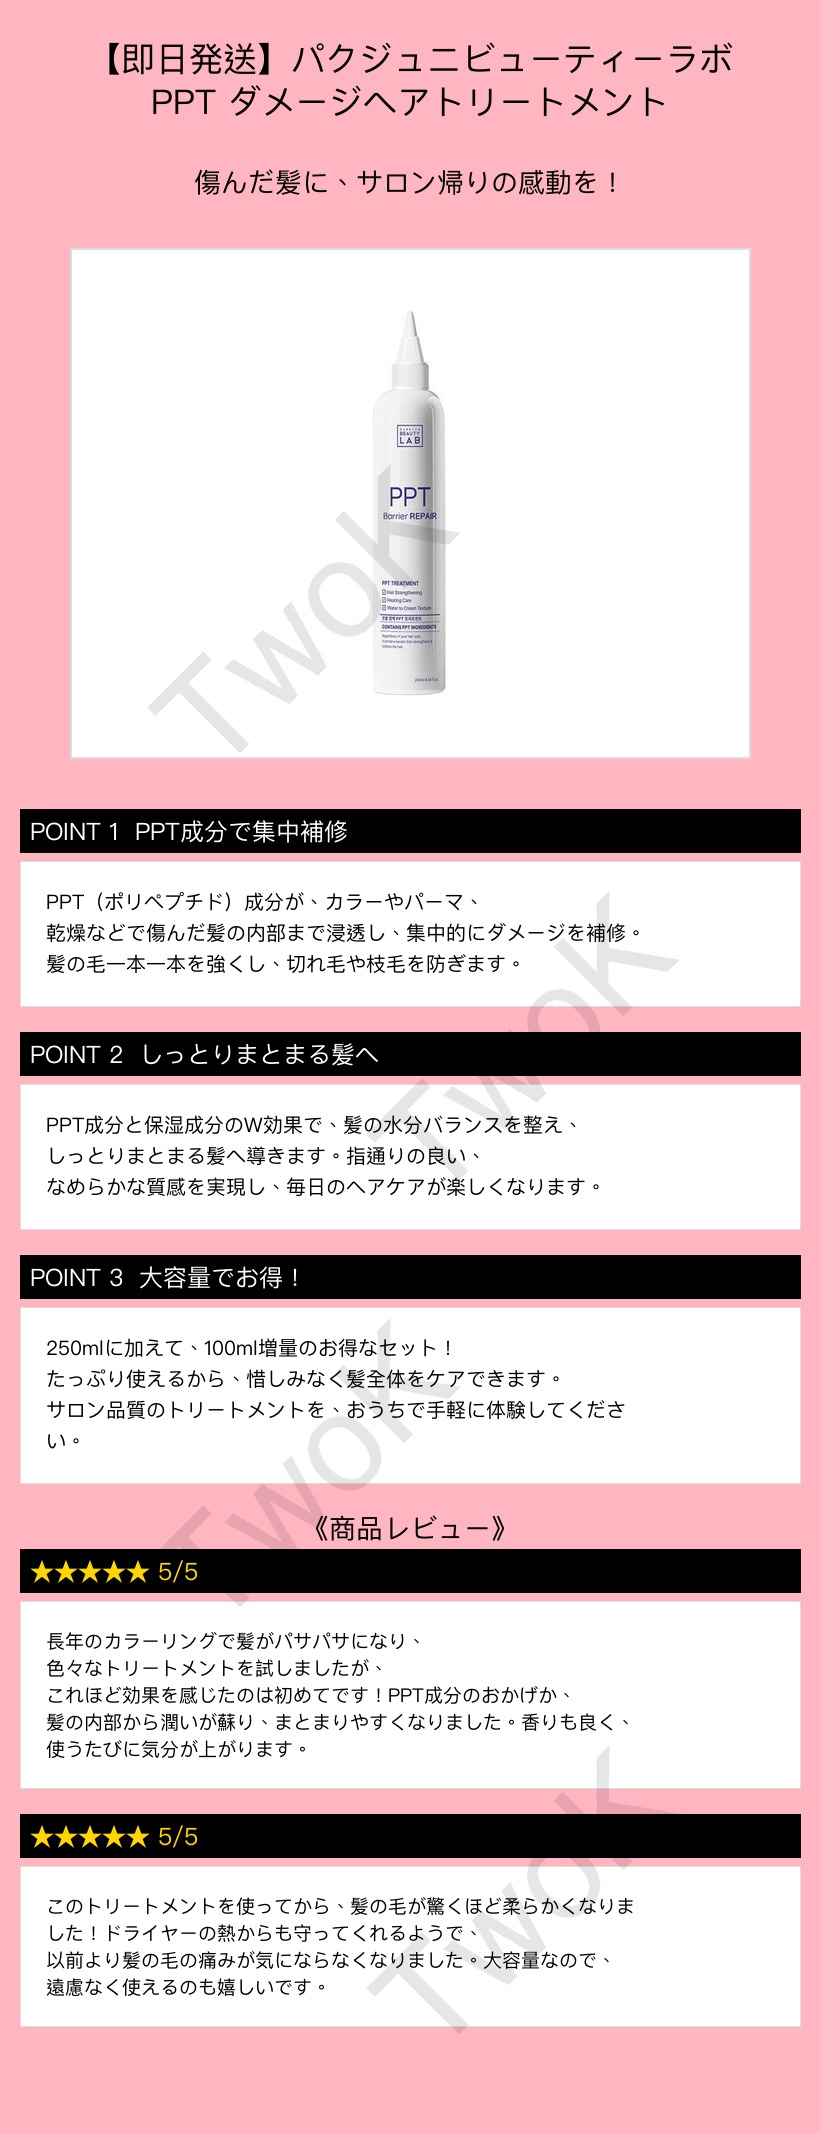 【即日発送】パクジュニビューティーラボ
PPT ダメージヘアトリートメント
傷んだ髪に、サロン帰りの感動を！
BEAUTY
LAB
PPT
Barrier REPAIR
PPT TREATMENT
Hair Strengthening
Healing Care
Water to Cream Texture
CONTAINS PPT INGREDIENTS
TwoK
POINT 1 PPT成分で集中補修
PPT（ポリペプチド）成分が、カラーやパーマ、
乾燥などで傷んだ髪の内部まで浸透し、集中的にダメージを補修。
髪の毛一本一本を強くし、切れ毛や枝毛を防ぎます。
TwoK
POINT 2 しっとりまとまる髪へ
PPT成分と保湿成分のW効果で、髪の水分バランスを整え、
しっとりまとまる髪へ導きます。指通りの良い、
なめらかな質感を実現し、毎日のヘアケアが楽しくなります。
POINT 3 大容量でお得！
250mlに加えて、100ml増量のお得なセット！
たっぷり使えるから、惜しみなく髪全体をケアできます。
サロン品質のトリートメントを、おうちで手軽に体験してくださ
い。
TwoK
《商品レビュー》
★★★★★ 5/5
長年のカラーリングで髪がパサパサになり、
色々なトリートメントを試しましたが、
これほど効果を感じたのは初めてです！PPT成分のおかげか、
髪の内部から潤いが蘇り、まとまりやすくなりました。香りも良く、
使うたびに気分が上がります。
★★★★★ 5/5
このトリートメントを使ってから、髪の毛が驚くほど柔らかくなりま
した！ドライヤーの熱からも守ってくれるようで、
以前より髪の毛の痛みが気にならなくなりました。大容量なので、
遠慮なく使えるのも嬉しいです。
TwoK